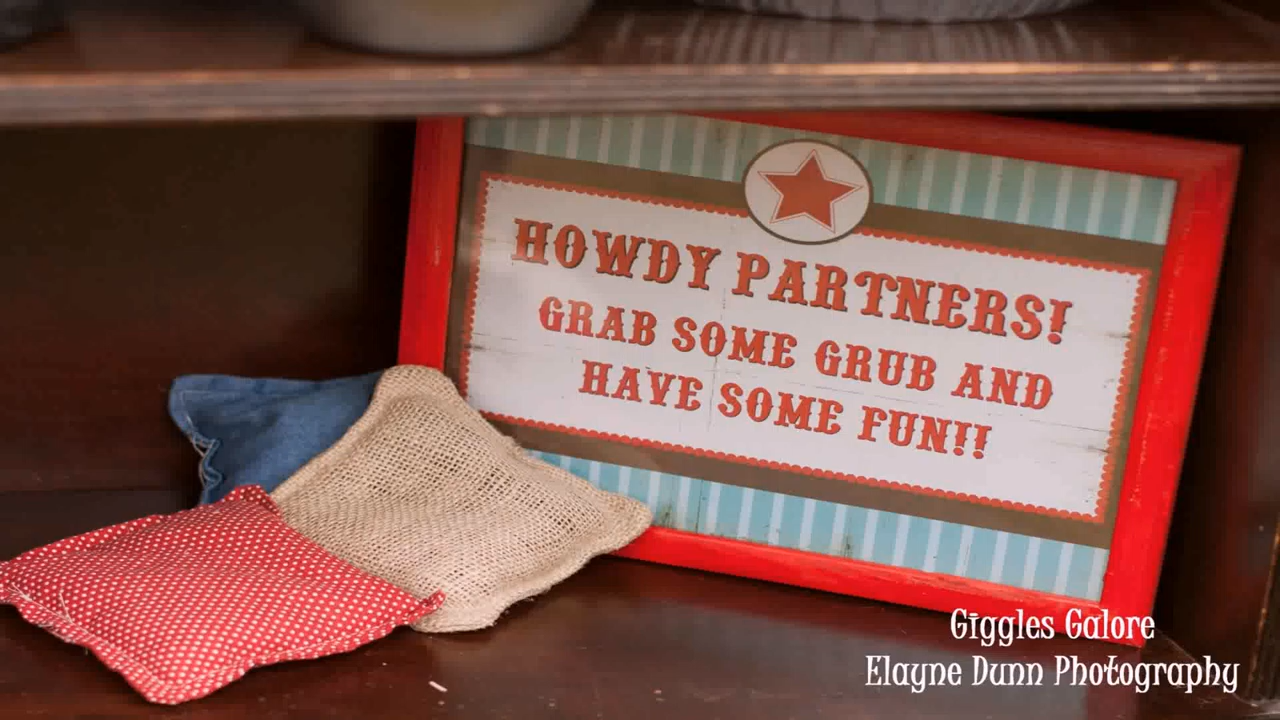 HOWDY PARTNERS!
GRAB SOME GRUB AND
HAVE SOME FUN!!
Giggles Galore
Elayne Dunn Photography